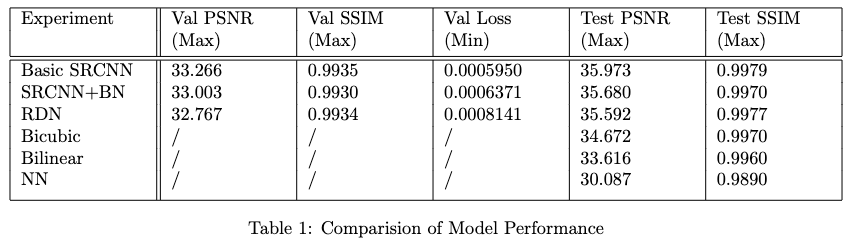 Experiment Val PSNR Val SSIM Val Loss Test PSNR Test SSIM
(Max) (Max) (Min) (Max) (Max)
Basic SRCNN 33.266 0.9935 0.0005950 35.973 0.9979
SRCNN+BN 33.003 0.9930 0.0006371 35.680 0.9970
RDN 32.767 0.9934 0.0008141 35.592 0.9977
Bicubic / / / 34.672 0.9970
Bilinear / / / 33.616 0.9960
NN / / / 30.087 0.9890
Table 1: Comparision of Model Performance